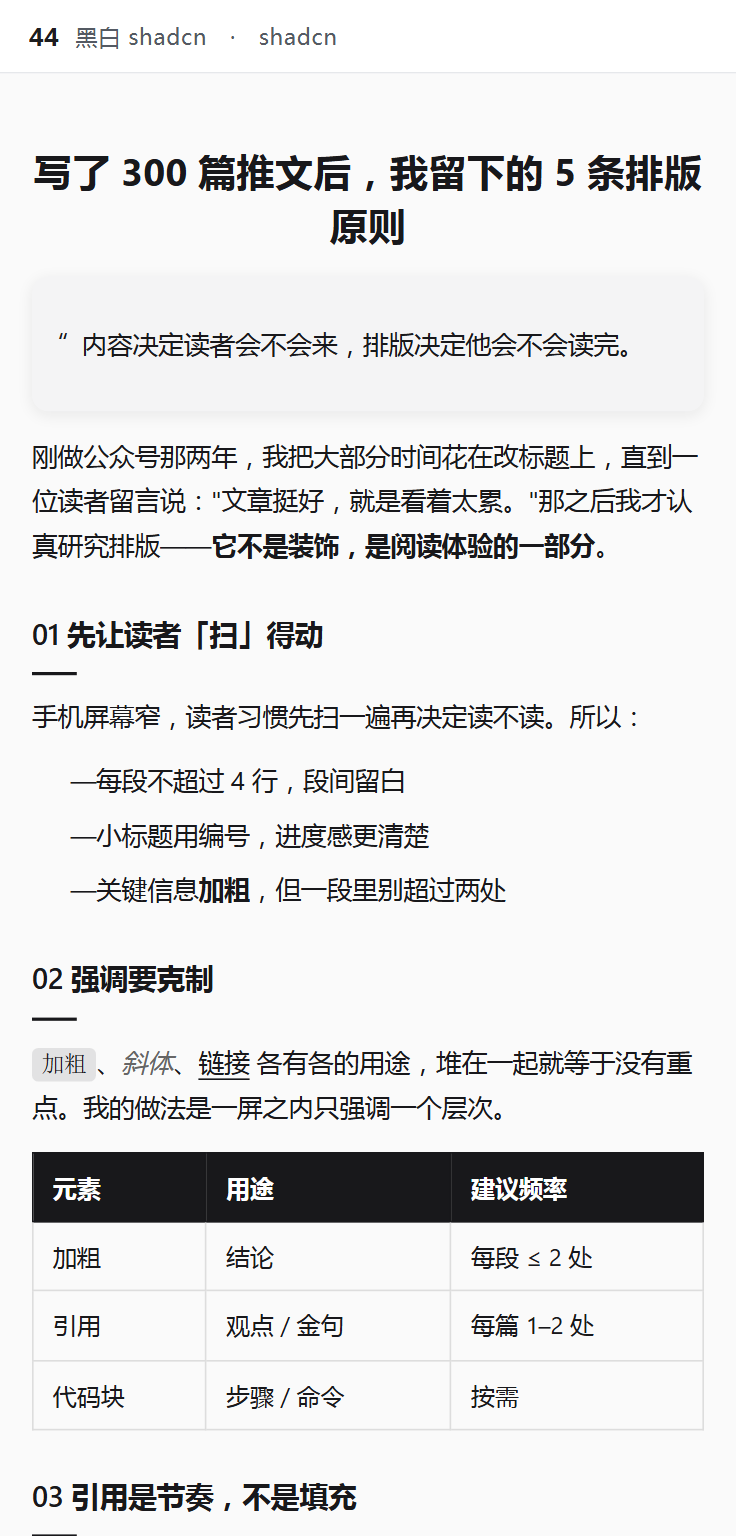 44 黑白 shadcn · shadcn
写了 300 篇推文后，我留下的 5 条排版
原则
“ 内容决定读者会不会来，排版决定他会不会读完。
刚做公众号那两年，我把大部分时间花在改标题上，直到一
位读者留言说："文章挺好，就是看着太累。"那之后我才认
真研究排版——它不是装饰，是阅读体验的一部分。
01 先让读者「扫」得动
手机屏幕窄，读者习惯先扫一遍再决定读不读。所以：
—每段不超过 4 行，段间留白
—小标题用编号，进度感更清楚
—关键信息加粗，但一段里别超过两处
02 强调要克制
加粗、斜体、链接 各有各的用途，堆在一起就等于没有重
点。我的做法是一屏之内只强调一个层次。
元素 用途 建议频率
加粗 结论 每段 ≤ 2 处
引用 观点 / 金句 每篇 1–2 处
代码块 步骤 / 命令 按需
03 引用是节奏，不是填充